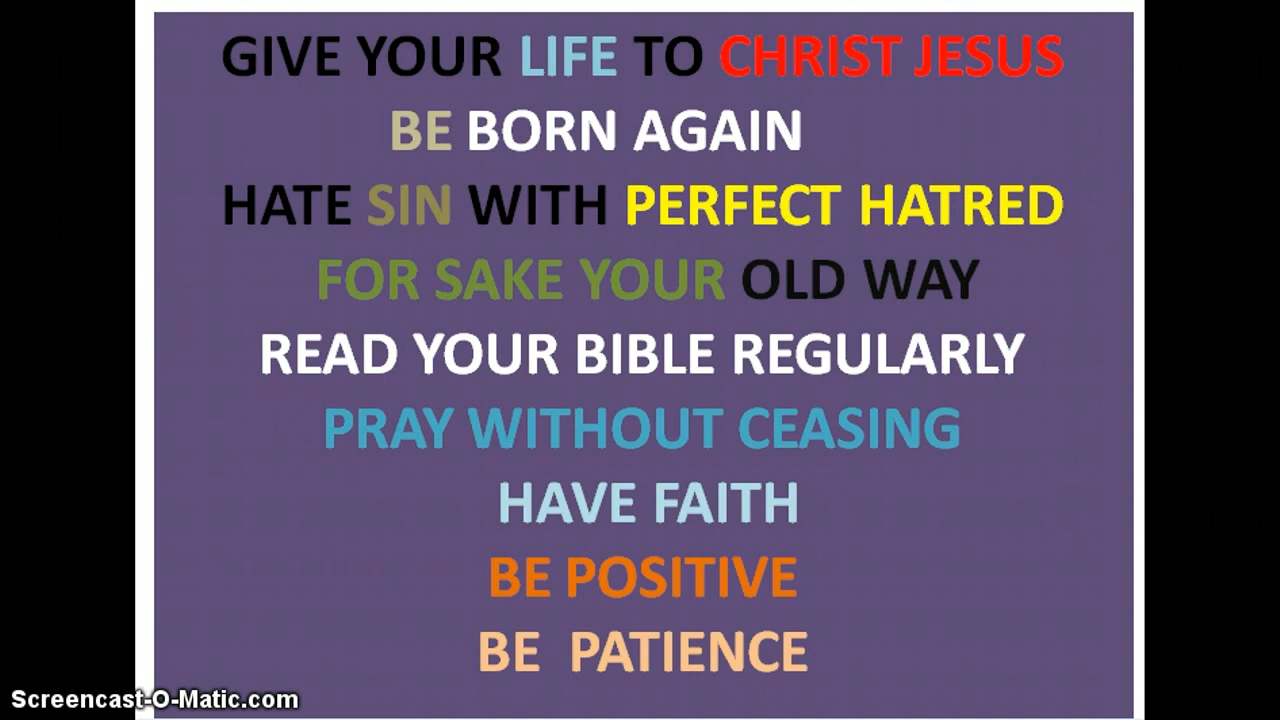 GIVE YOUR LIFE TO CHRIST JESUS
BE BORN AGAIN
HATE SIN WITH PERFECT HATRED
FOR SAKE YOUR OLD WAY
READ YOUR BIBLE REGULARLY
PRAY WITHOUT CEASING
HAVE FAITH
BE POSITIVE
BE PATIENCE
Screencast-O-Matic.com